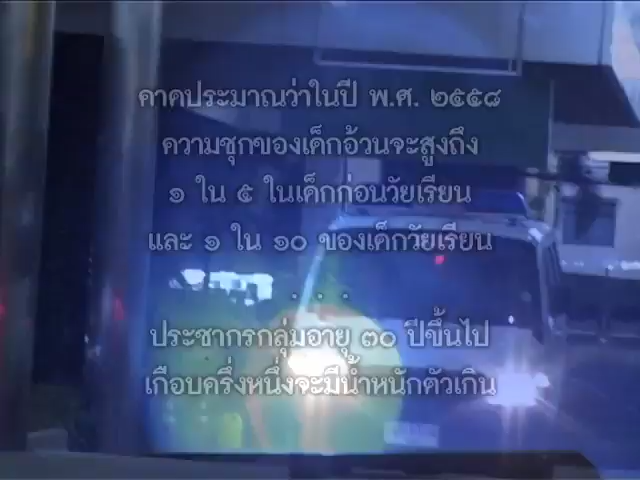 คาดประมาณว่าในปี พ.ศ. ๒๕๕๘
ความชุกของเด็กอ้วนจะสูงถึง
๑ ใน ๕ ในเด็กก่อนวัยเรียน
และ ๑ ใน ๑๐ ของเด็กวัยเรียน
. . .
ประชากรกลุ่มอายุ ๓๐ ปีขึ้นไป
เกือบครึ่งหนึ่งจะมีน้ำหนักตัวเกิน